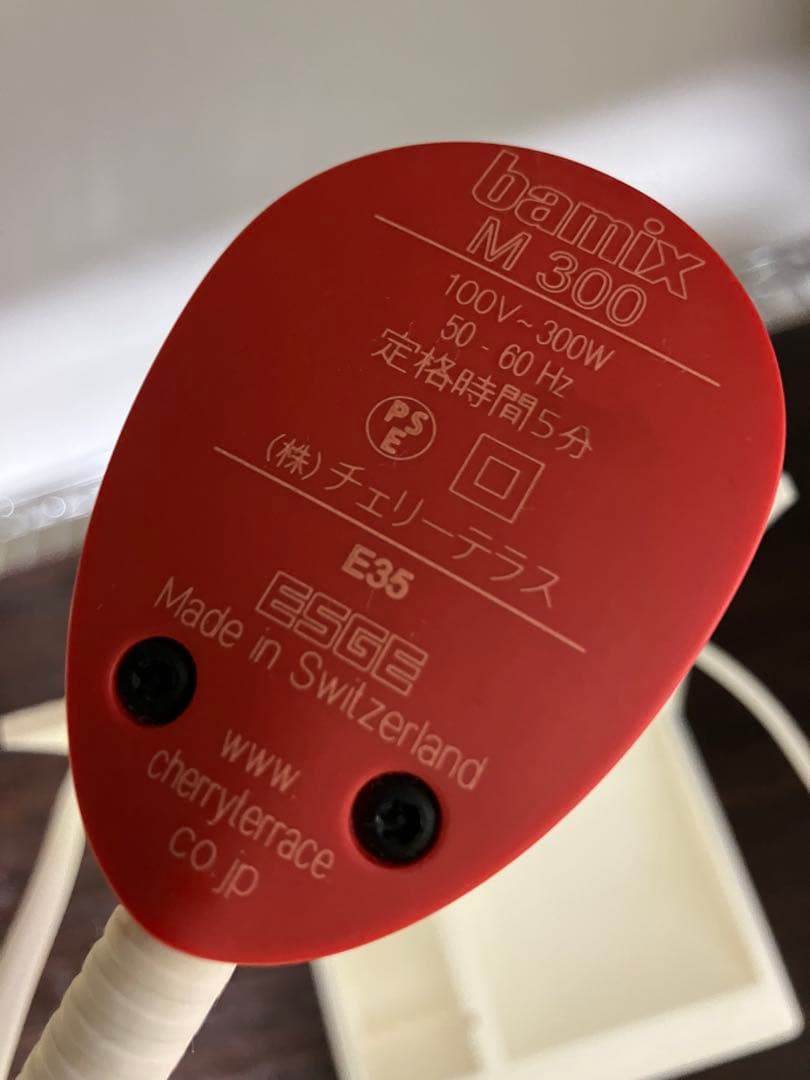 bamix
M 300
100V~300W
50 - 60 Hz
定格時間5分
PSE
(株)チェリーテラス
E35
ESGE
Made in Switzerland
www.
cherryterrace
co.jp